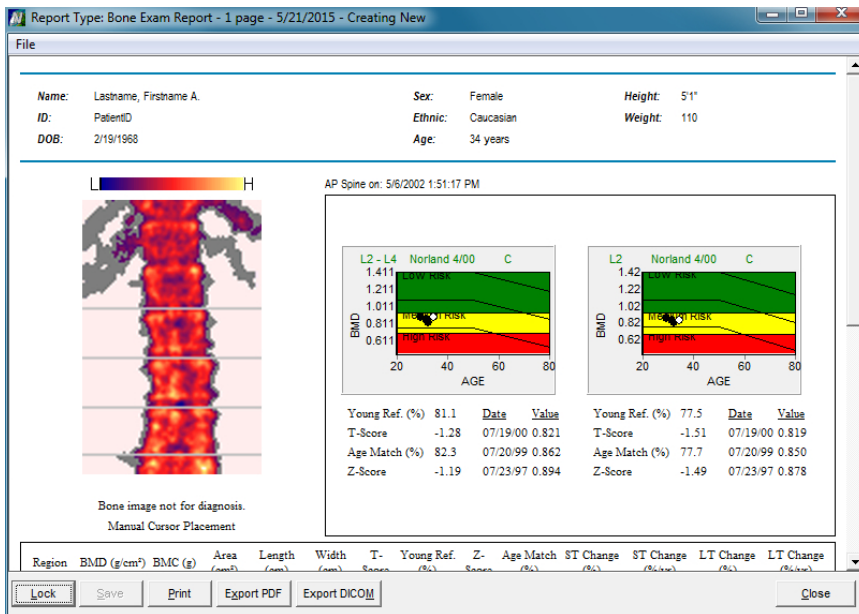 Report Type: Bone Exam Report - 1 page - 5/21/2015 - Creating New
File
Name: Lastname, Firstname A. Sex: Female Height: 5'1"
ID: PatientID Ethnic: Caucasian Weight: 110
DOB: 2/19/1968 Age: 34 years
L H
AP Spine on: 5/6/2002 1:51:17 PM
L2 - L4 Norland 4/00 C
1.411
1.211
1.011
0.811
0.611
BMD
Low Risk
Medium Risk
High Risk
20 40 60 80
AGE
L2 Norland 4/00 C
1.42
1.22
1.02
0.82
0.62
BMD
Low Risk
Medium Risk
High Risk
20 40 60 80
AGE
Young Ref. (%) 81.1 Date Value
T-Score -1.28 07/19/00 0.821
Age Match (%) 82.3 07/20/99 0.862
Z-Score -1.19 07/23/97 0.894
Young Ref. (%) 77.5 Date Value
T-Score -1.51 07/19/00 0.819
Age Match (%) 77.7 07/20/99 0.850
Z-Score -1.49 07/23/97 0.878
Bone image not for diagnosis.
Manual Cursor Placement
Region BMD (g/cm²) BMC (g) Area Length Width T- Young Ref. Z- Age Match ST Change ST Change LT Change LT Change
(cm²) (cm) (cm) Score (%) Score (%) (%) (%/yr) (%) (%/yr)
Lock Save Print Export PDF Export DICOM Close